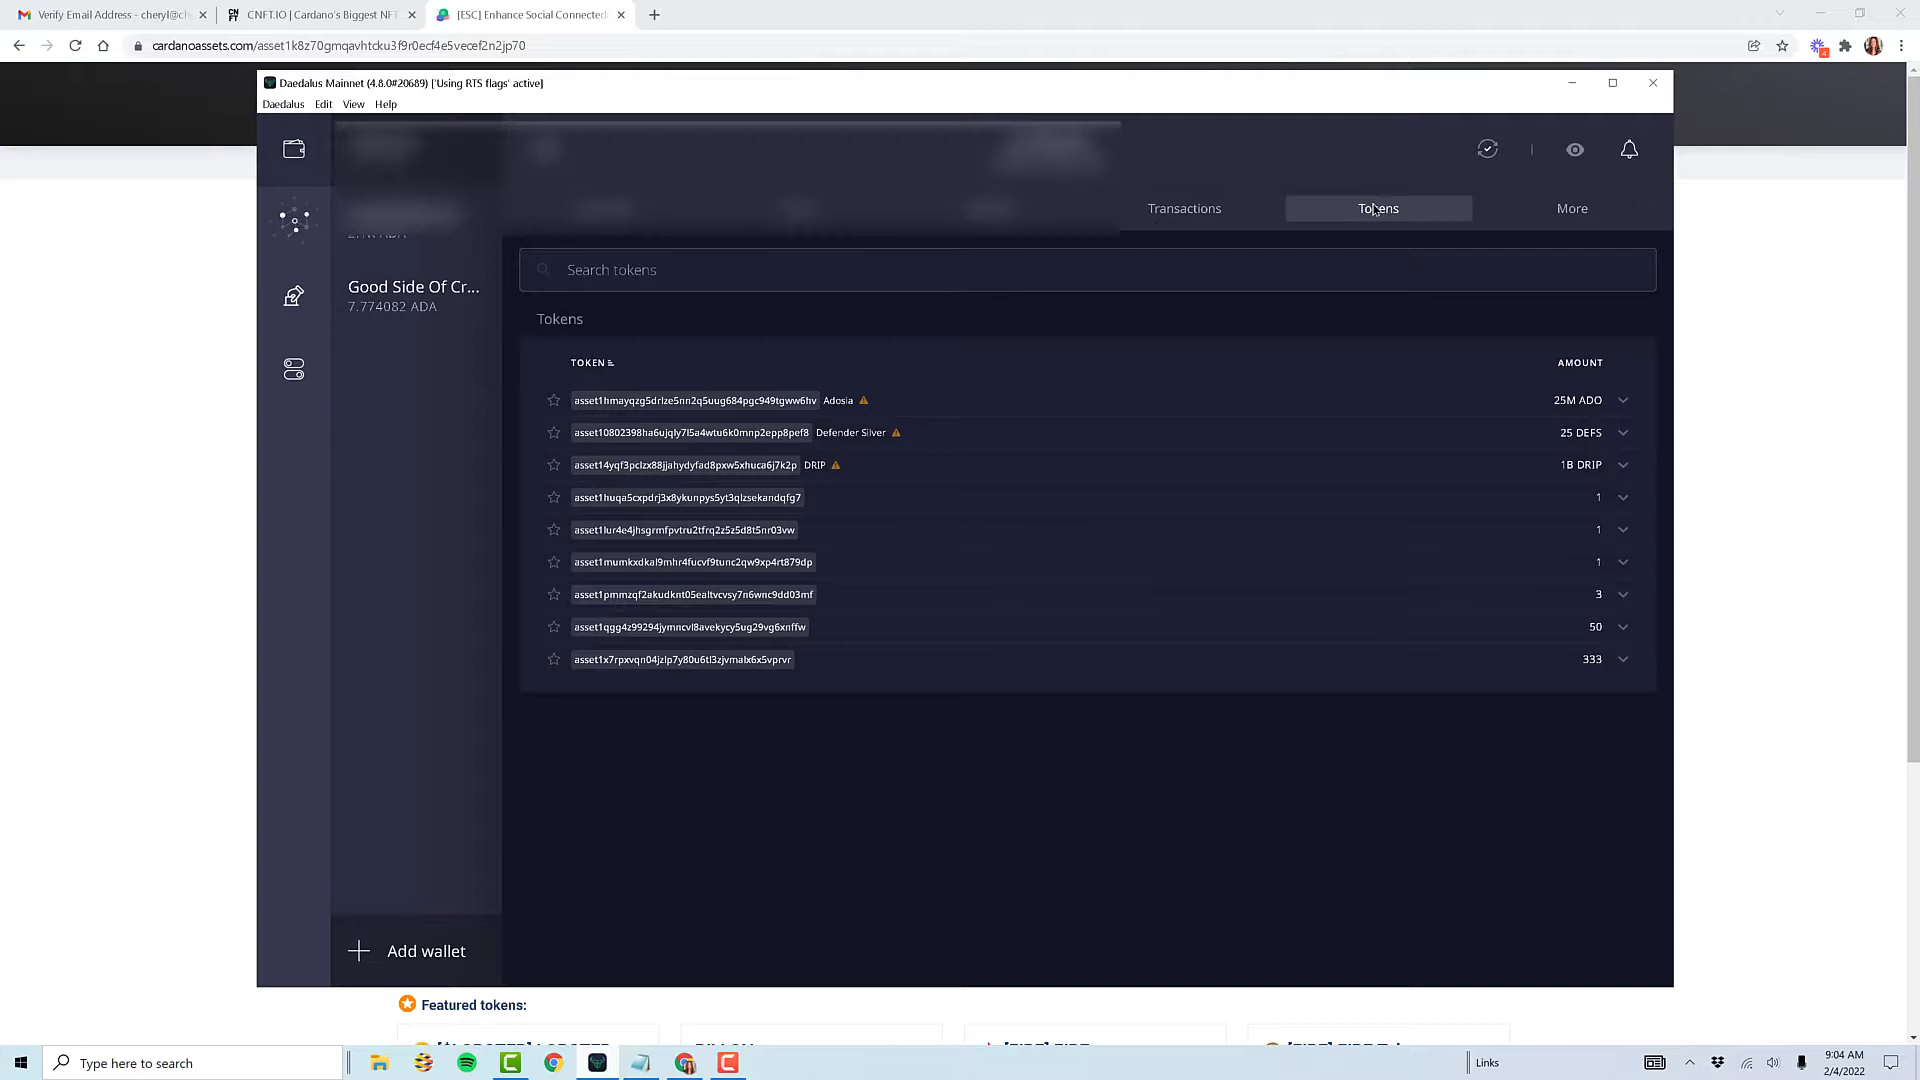 Verify Email Address - cheryl@ch
CNFT.IO | Cardano's Biggest NFT
[ESC] Enhance Social Connected
cardanoassets.com/asset1k8z70gmqavhtcku3f9r0ecf4e5vecef2n2jp70
Daedalus Mainnet (4.8.0#20689) ['Using RTS flags' active]
Daedalus Edit View Help
Transactions Tokens More
Search tokens
Good Side Of Cr...
7.774082 ADA
Tokens
TOKEN AMOUNT
asset1hmayqzg5drlze5nn2q5uug684pgc949tgww6hv Adosia 25M ADO
asset10802398ha6ujqly7l5a4wtu6k0mnp2epp8pef8 Defender Silver 25 DEFS
asset14yqf3pclzx88jjahydyfad8pxw5xhuca6j7k2p DRIP 1B DRIP
asset1huqa5cxpdrj3x8ykunpys5yt3qlzsekandqfg7 1
asset1lur4e4jhsgrmfpvtru2tfrq2z5z5d8t5nr03vw 1
asset1mumkxdkal9mhr4fucvf9tunc2qw9xp4rt879dp 1
asset1pmmzqf2akudknt05ealtvcvsy7n6wnc9dd03mf 3
asset1qgg4z99294jymncvl8avekycy5ug29vg6xnffw 50
asset1x7rpxvqn04jzlp7y80u6tl3zjvmalx6x5vprvr 333
Add wallet
Featured tokens:
Type here to search
Links
9:04 AM
2/4/2022